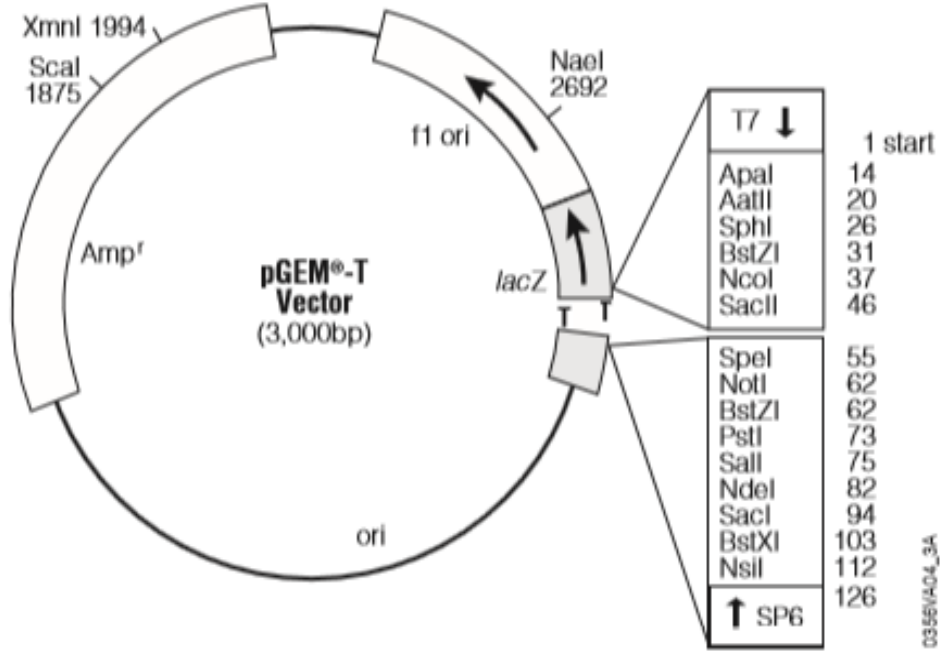 XmnI 1994
ScaI
1875
NaeI
2692
f1 ori
Ampʳ
pGEM®-T
Vector
(3,000bp)
lacZ
T T
ori
T7 ↓
1 start
ApaI 14
AatII 20
SphI 26
BstZI 31
NcoI 37
SacII 46
SpeI 55
NotI 62
BstZI 62
PstI 73
SalI 75
NdeI 82
SacI 94
BstXI 103
NsiI 112
126
↑ SP6
0356VA04_3A